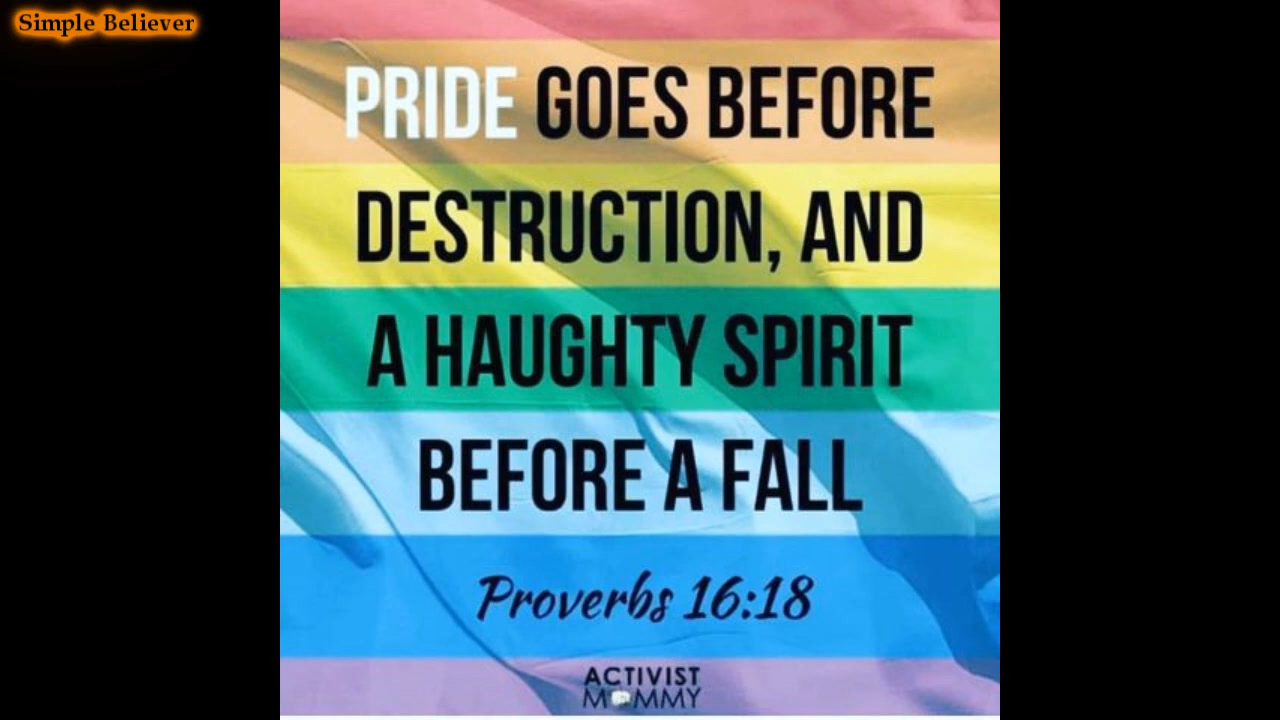 Simple Believer
PRIDE GOES BEFORE
DESTRUCTION, AND
A HAUGHTY SPIRIT
BEFORE A FALL
Proverbs 16:18
ACTIVIST
MOMMY